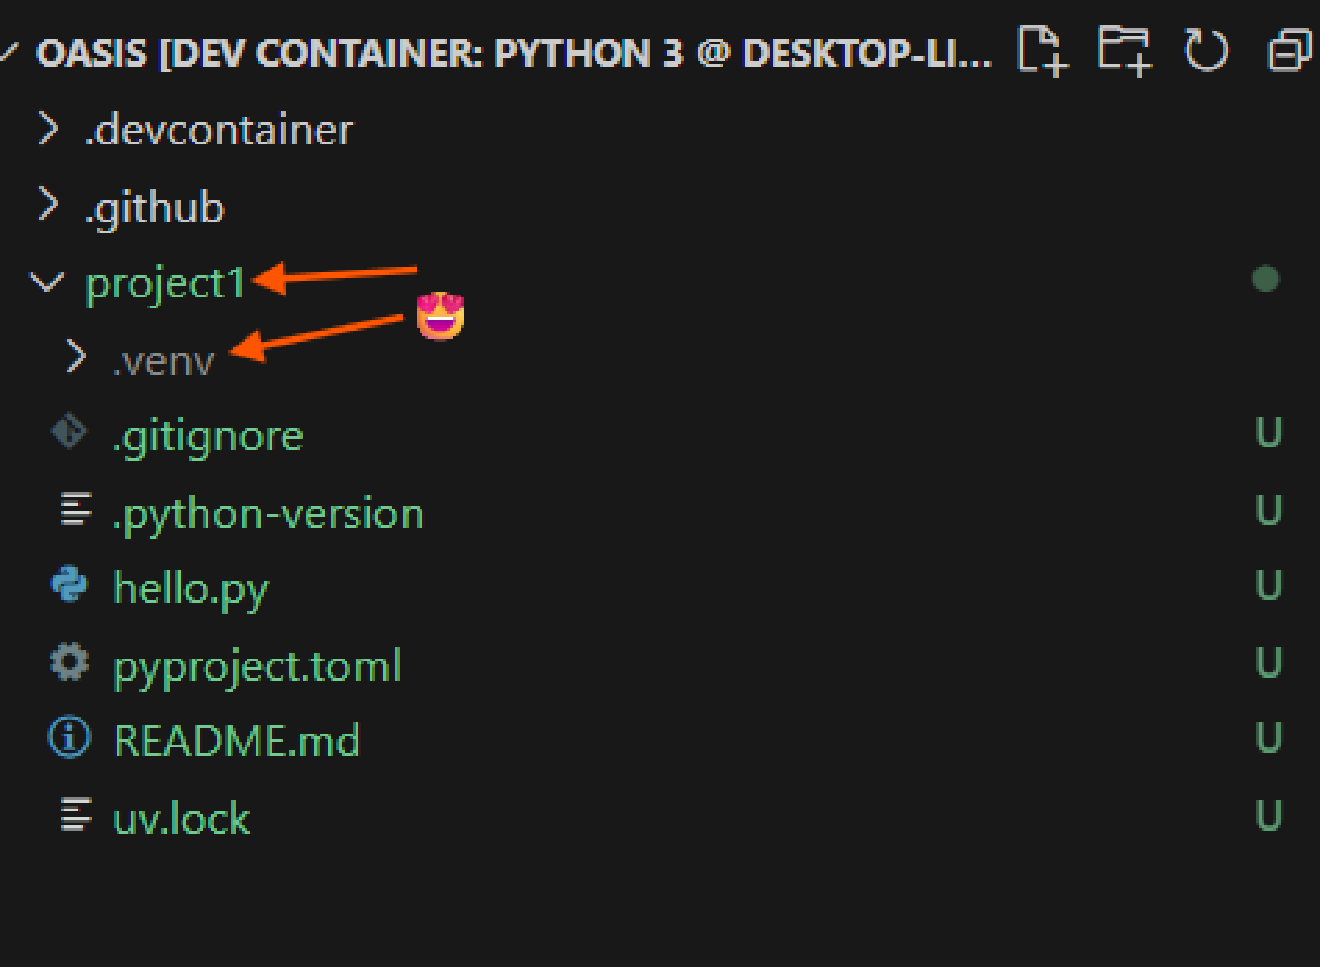 OASIS [DEV CONTAINER: PYTHON 3 @ DESKTOP-LI...
.devcontainer
.github
project1
.venv
.gitignore U
.python-version U
hello.py U
pyproject.toml U
README.md U
uv.lock U